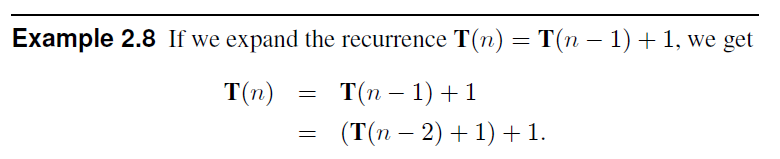 Example 2.8 If we expand the recurrence T(n) = T(n − 1) + 1, we get
T(n) = T(n − 1) + 1
= (T(n − 2) + 1) + 1.